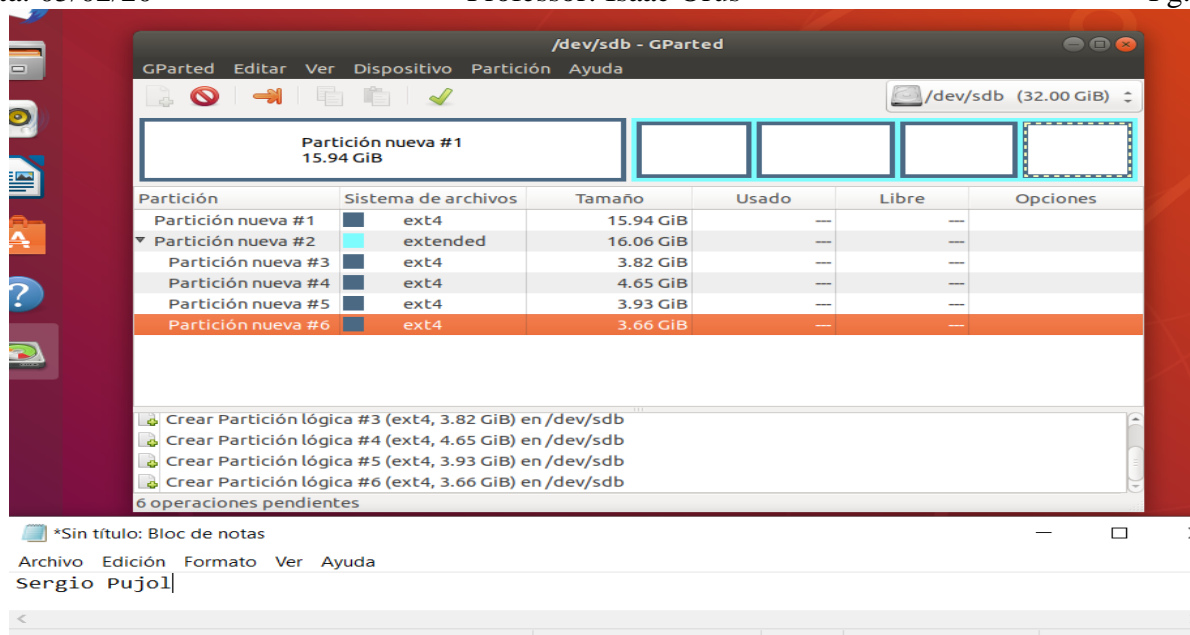 /dev/sdb - GParted
GParted Editar Ver Dispositivo Partición Ayuda
/dev/sdb (32.00 GiB)
Partición nueva #1
15.94 GiB
Partición Sistema de archivos Tamaño Usado Libre Opciones
Partición nueva #1 ext4 15.94 GiB --- ---
Partición nueva #2 extended 16.06 GiB --- ---
Partición nueva #3 ext4 3.82 GiB --- ---
Partición nueva #4 ext4 4.65 GiB --- ---
Partición nueva #5 ext4 3.93 GiB --- ---
Partición nueva #6 ext4 3.66 GiB --- ---
Crear Partición lógica #3 (ext4, 3.82 GiB) en /dev/sdb
Crear Partición lógica #4 (ext4, 4.65 GiB) en /dev/sdb
Crear Partición lógica #5 (ext4, 3.93 GiB) en /dev/sdb
Crear Partición lógica #6 (ext4, 3.66 GiB) en /dev/sdb
6 operaciones pendientes
*Sin título: Bloc de notas
Archivo Edición Formato Ver Ayuda
Sergio Pujol